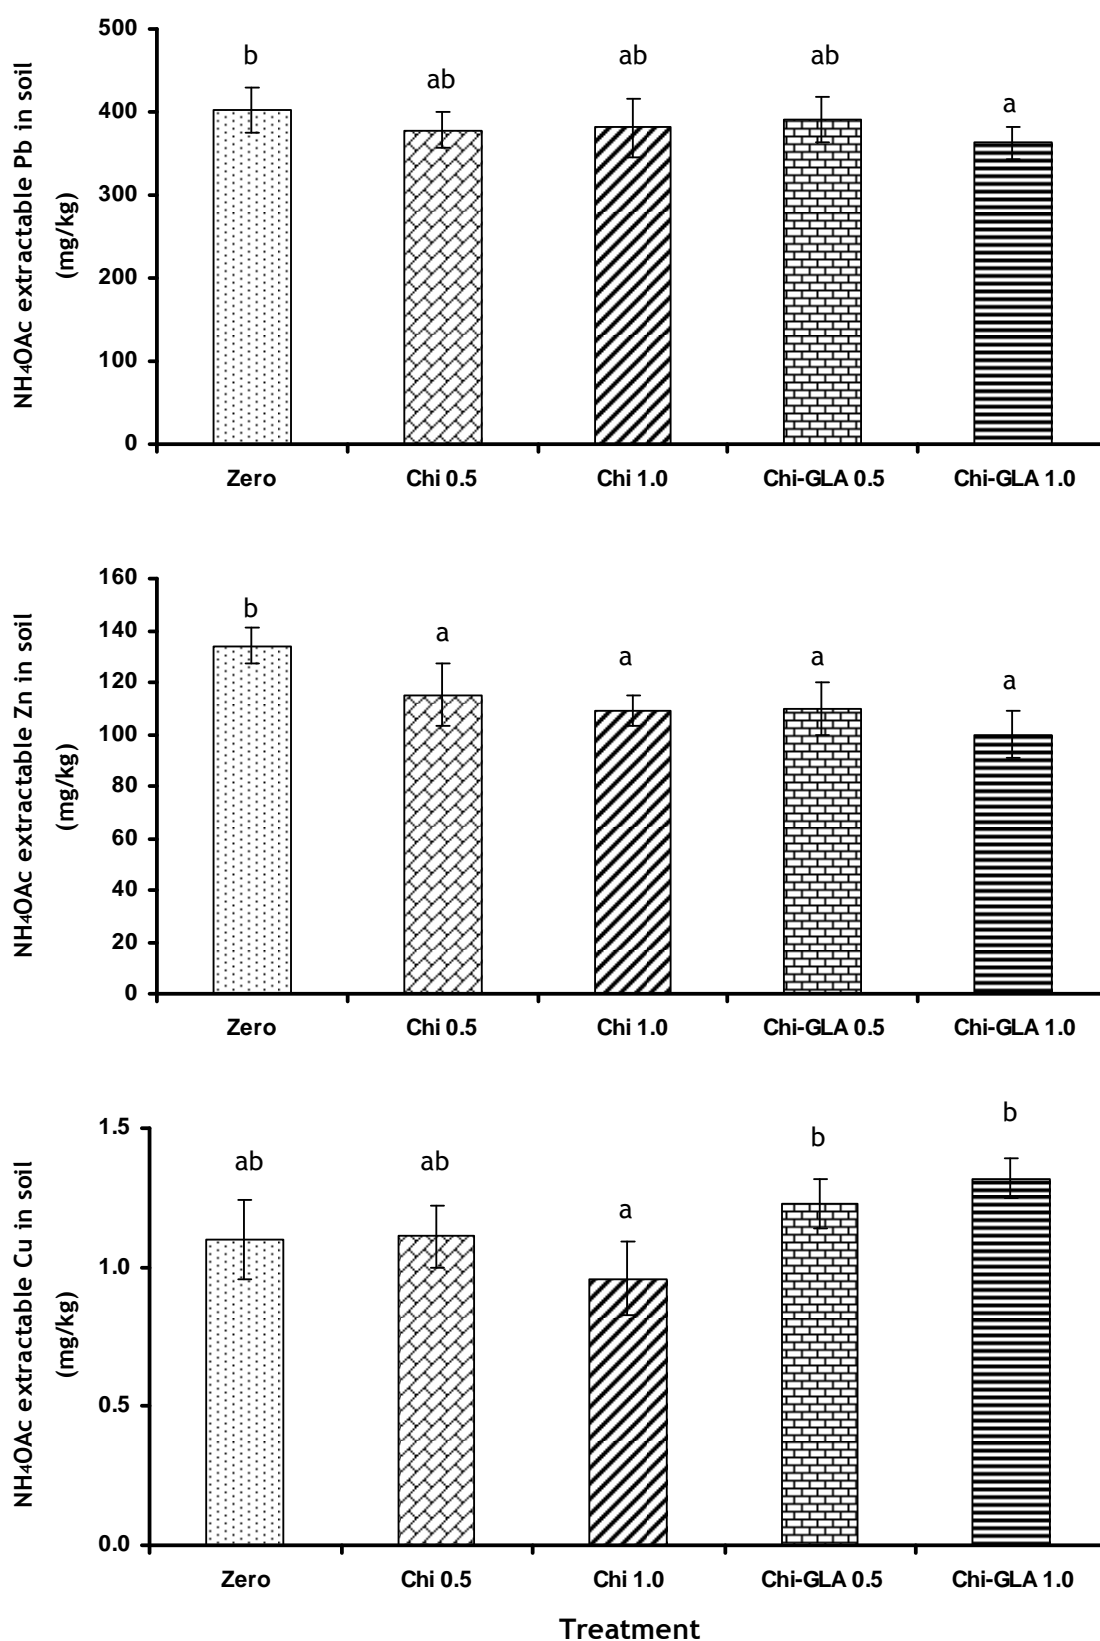 NH₄OAc extractable Pb in soil
(mg/kg)
500
400
300
200
100
0
b
ab
ab
ab
a
Zero
Chi 0.5
Chi 1.0
Chi-GLA 0.5
Chi-GLA 1.0
NH₄OAc extractable Zn in soil
(mg/kg)
160
140
120
100
80
60
40
20
0
b
a
a
a
a
Zero
Chi 0.5
Chi 1.0
Chi-GLA 0.5
Chi-GLA 1.0
NH₄OAc extractable Cu in soil
(mg/kg)
1.5
1.0
0.5
0.0
ab
ab
a
b
b
Zero
Chi 0.5
Chi 1.0
Chi-GLA 0.5
Chi-GLA 1.0
Treatment